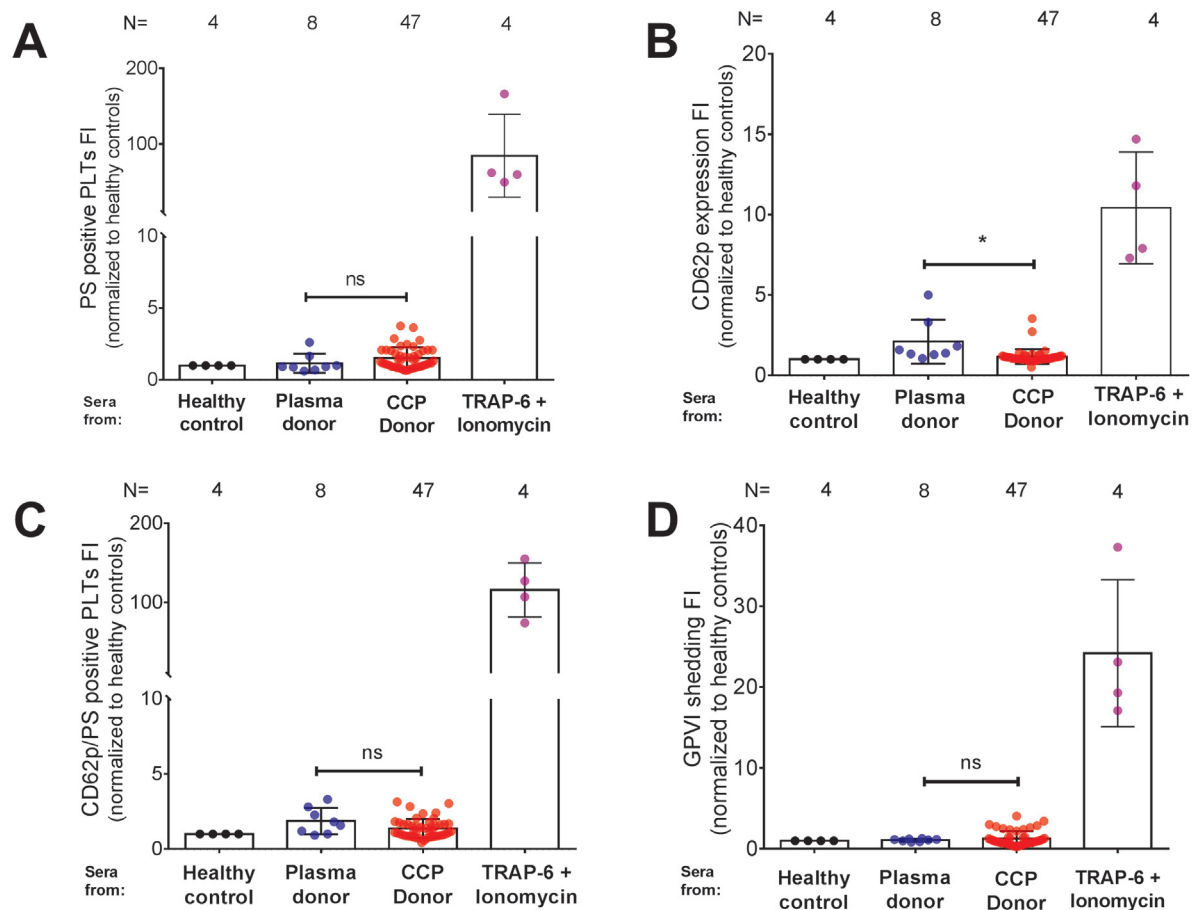 N= 4 8 47 4
A
PS positive PLTs FI
(normalized to healthy controls)
200
100
10
5
0
ns
Sera from:
Healthy control
Plasma donor
CCP Donor
TRAP-6 + Ionomycin
N= 4 8 47 4
B
CD62p expression FI
(normalized to healthy controls)
20
15
10
5
0
*
Sera from:
Healthy control
Plasma donor
CCP Donor
TRAP-6 + Ionomycin
N= 4 8 47 4
C
CD62p/PS positive PLTs FI
(normalized to healthy controls)
200
100
10
5
0
ns
Sera from:
Healthy control
Plasma donor
CCP Donor
TRAP-6 + Ionomycin
N= 4 8 47 4
D
GPVI shedding FI
(normalized to healthy controls)
40
30
20
10
0
ns
Sera from:
Healthy control
Plasma donor
CCP Donor
TRAP-6 + Ionomycin